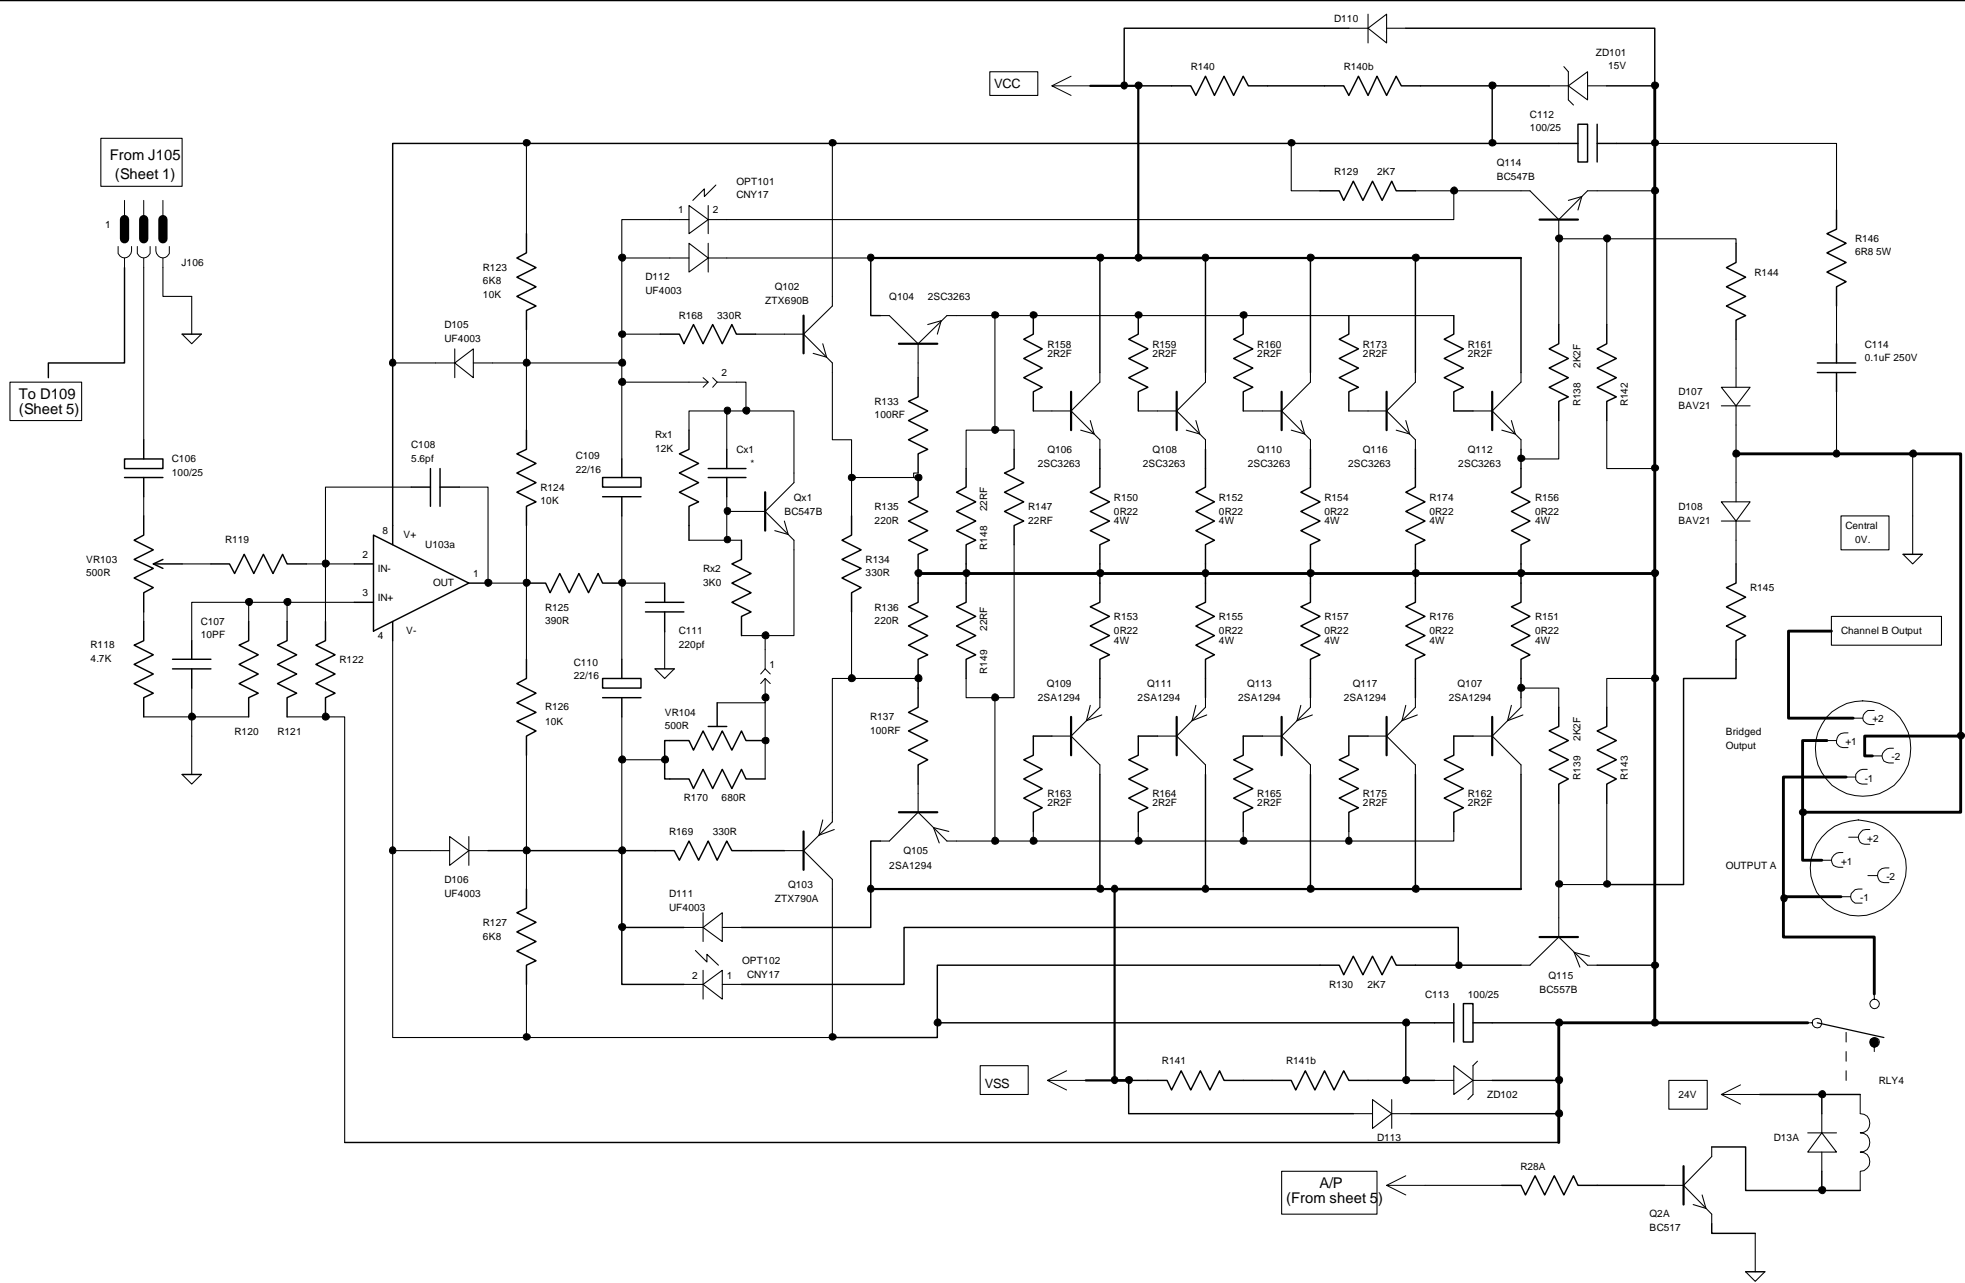 D110
ZD101
15V
VCC
R140
R140b
C112
100/25
From J105
(Sheet 1)
1
J106
To D109
(Sheet 5)
OPT101
CNY17
1
2
R129 2K7
Q114
BC547B
R123
6K8
10K
D112
UF4003
Q102
ZTX690B
Q104 2SC3263
R146
6R8 5W
R144
D105
UF4003
R168 330R
R158
2R2F
R159
2R2F
R160
2R2F
R173
2R2F
R161
2R2F
2K2F
R138
R142
C114
0.1uF 250V
2
R133
100RF
D107
BAV21
C106
100/25
C108
5.6pf
Rx1
12K
Cx1
*
C109
22/16
Q106
2SC3263
Q108
2SC3263
Q110
2SC3263
Q116
2SC3263
Q112
2SC3263
R124
10K
Qx1
BC547B
R135
220R
22RF
R148
R147
22RF
R150
0R22
4W
R152
0R22
4W
R154
0R22
4W
R174
0R22
4W
R156
0R22
4W
D108
BAV21
Central
0V.
VR103
500R
R119
8
V+
U103a
2
IN-
OUT
1
3
IN+
4
V-
Rx2
3K0
R134
330R
R125
390R
C111
220pf
R136
220R
22RF
R149
R153
0R22
4W
R155
0R22
4W
R157
0R22
4W
R176
0R22
4W
R151
0R22
4W
R145
Channel B Output
C107
10PF
R118
4.7K
R122
R120
R121
C110
22/16
1
R126
10K
VR104
500R
R170 680R
R137
100RF
Q109
2SA1294
Q111
2SA1294
Q113
2SA1294
Q117
2SA1294
Q107
2SA1294
2K2F
R139
R143
Bridged
Output
+2
+1
-2
-1
R163
2R2F
R164
2R2F
R165
2R2F
R175
2R2F
R162
2R2F
D106
UF4003
R169 330R
Q103
ZTX790A
Q105
2SA1294
OUTPUT A
+2
+1
-2
-1
R127
6K8
D111
UF4003
OPT102
CNY17
2
1
R130 2K7
Q115
BC557B
C113 100/25
VSS
R141
R141b
ZD102
D113
RLY4
24V
D13A
A/P
(From sheet 5)
R28A
Q2A
BC517